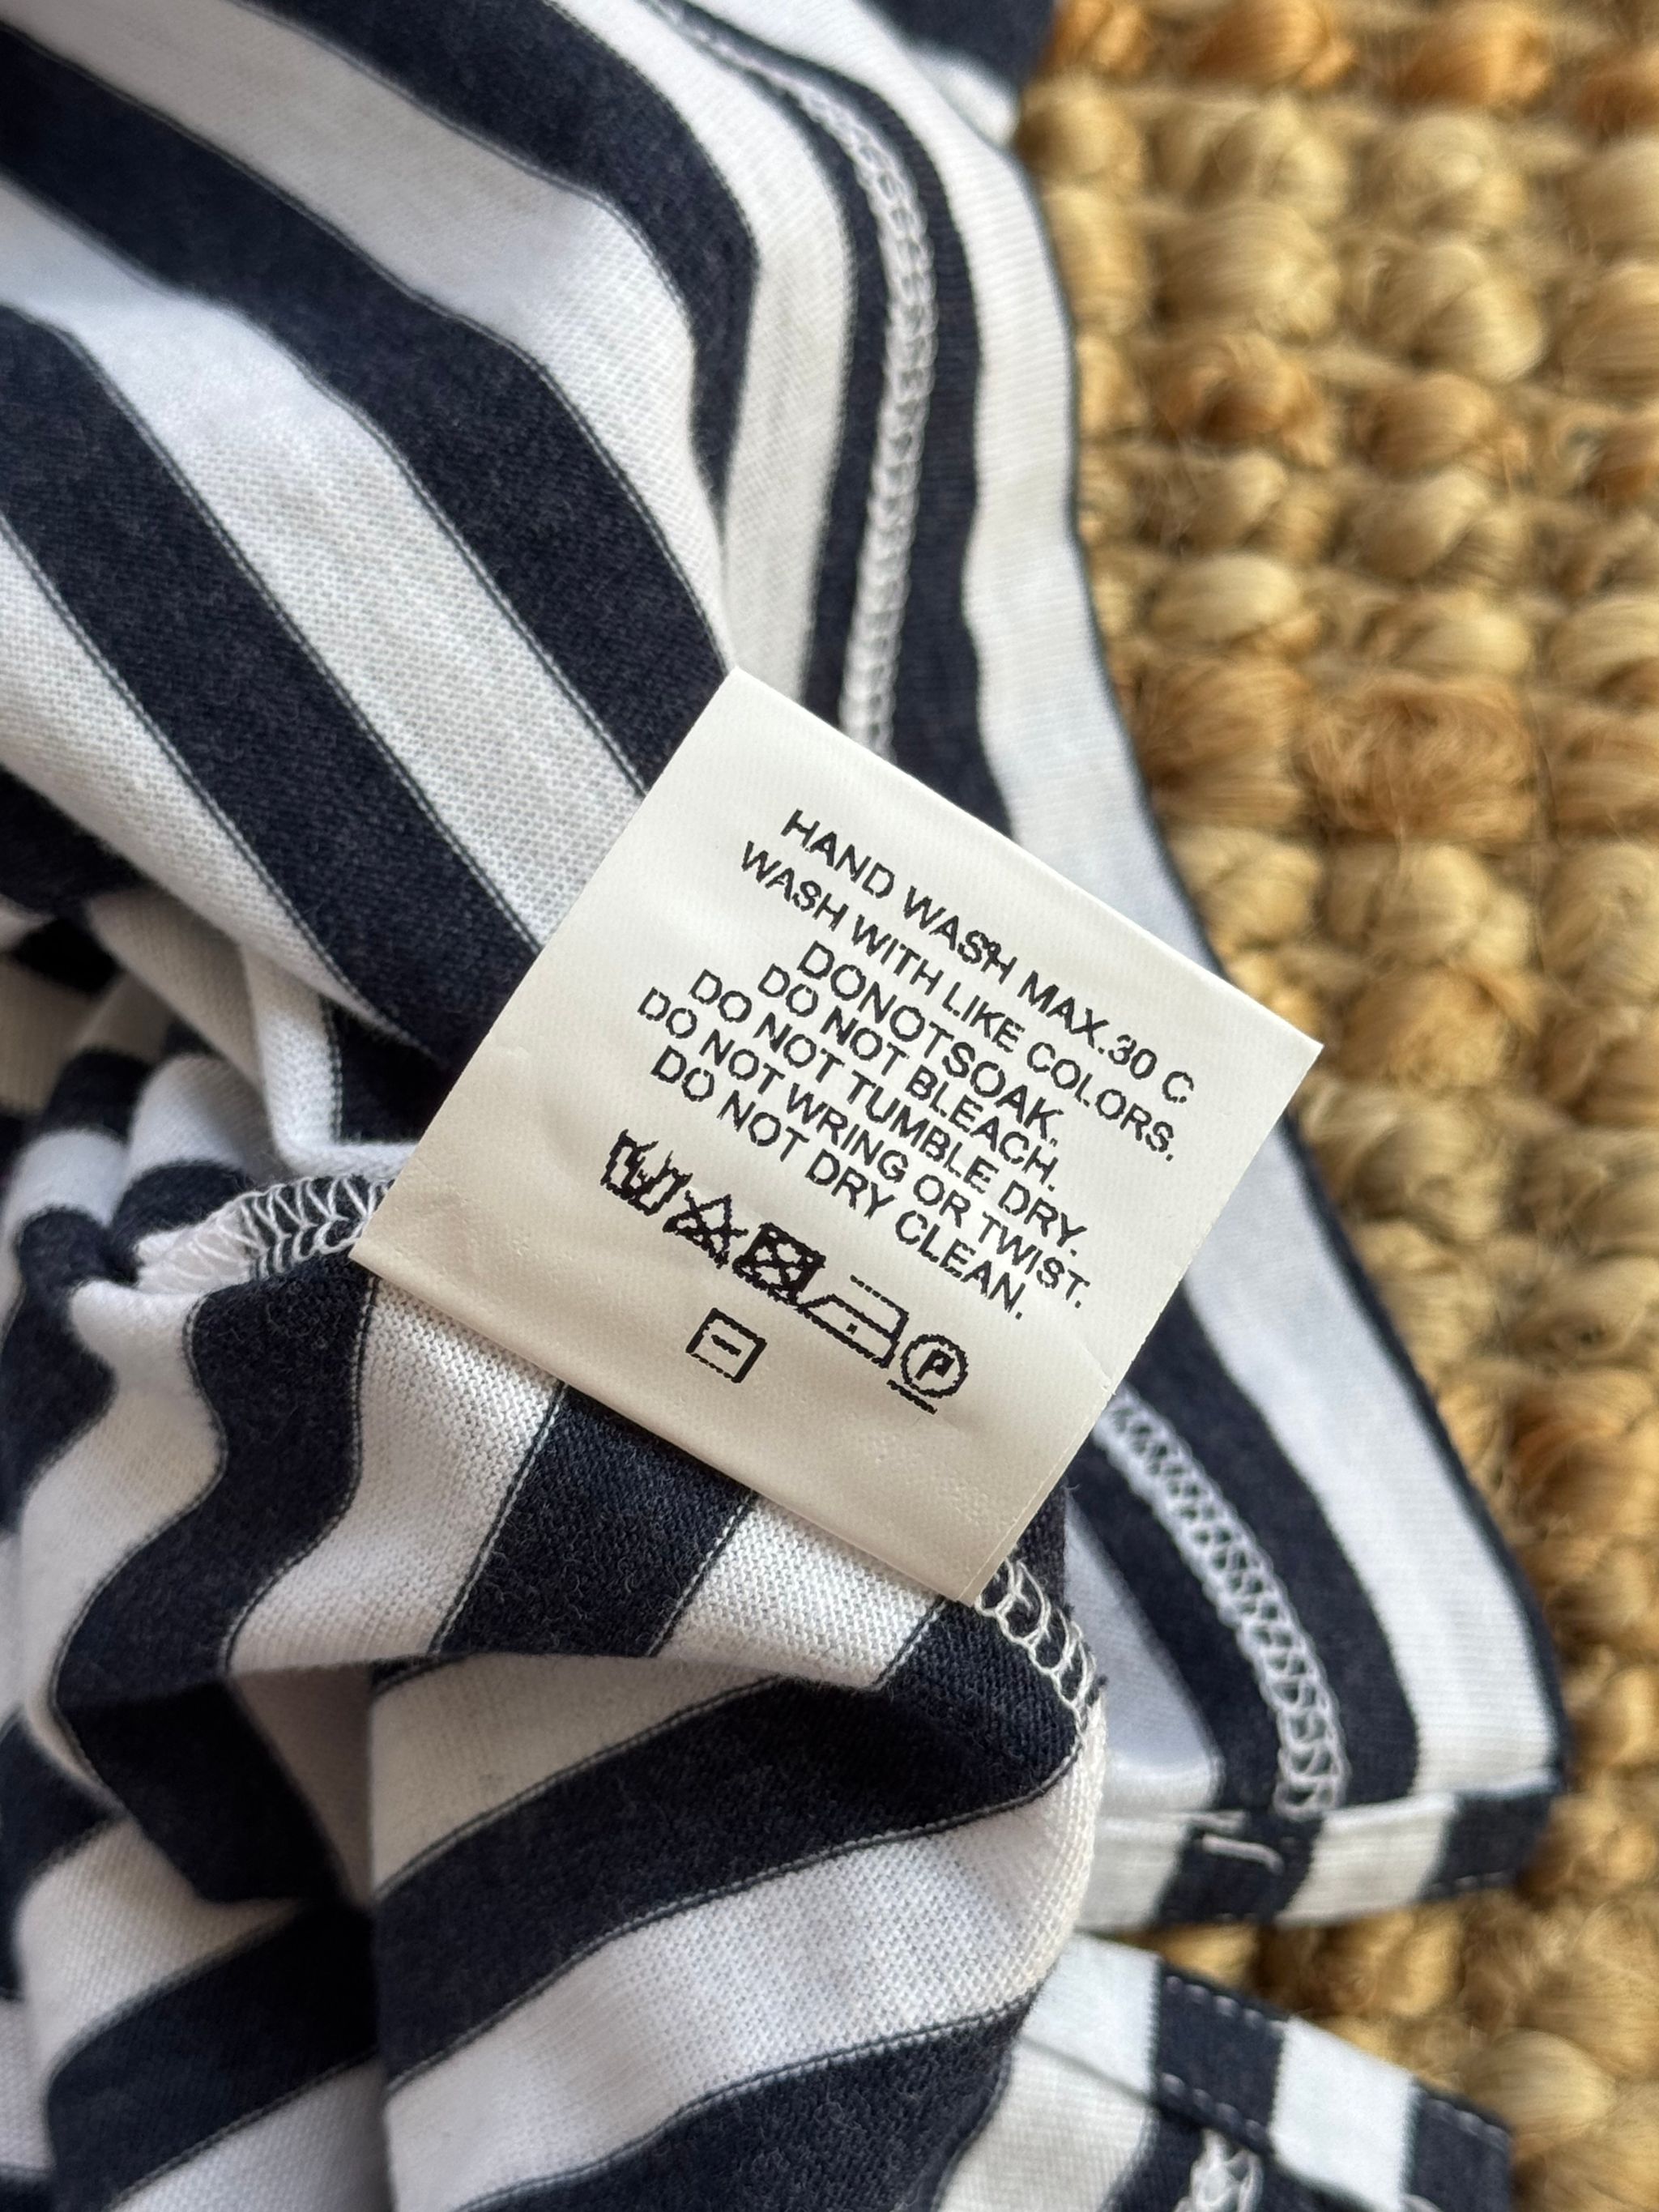 HAND WASH MAX.30 C
WASH WITH LIKE COLORS.
DONOTSOAK.
DO NOT BLEACH.
DO NOT TUMBLE DRY.
DO NOT WRING OR TWIST.
DO NOT DRY CLEAN.
P